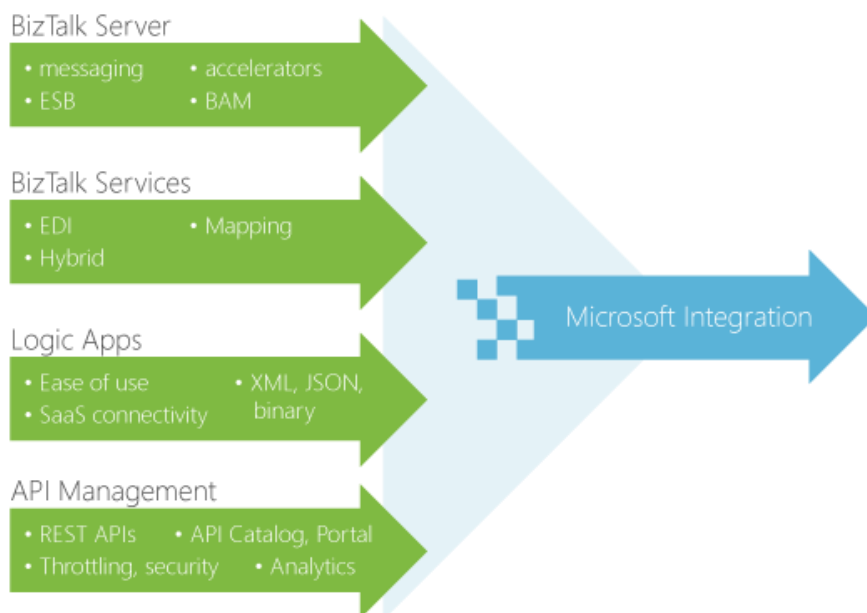 BizTalk Server
• messaging • accelerators
• ESB • BAM
BizTalk Services
• EDI • Mapping
• Hybrid
Logic Apps
• Ease of use • XML, JSON,
• SaaS connectivity binary
API Management
• REST APIs • API Catalog, Portal
• Throttling, security • Analytics
Microsoft Integration